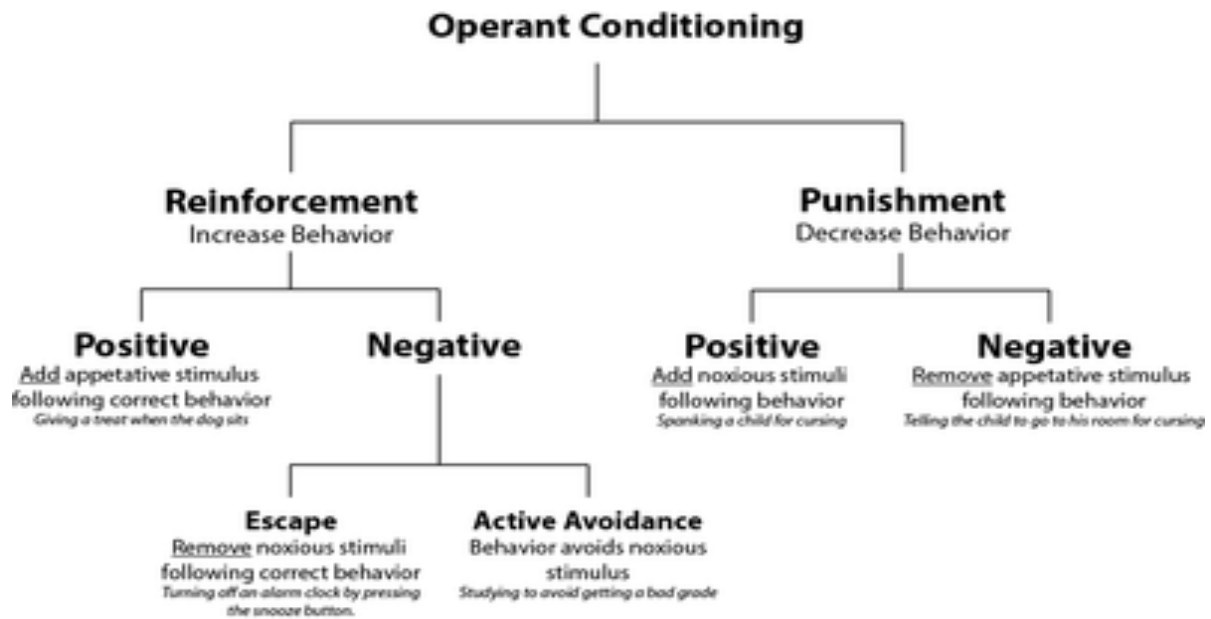 Operant Conditioning
Reinforcement
Increase Behavior
Punishment
Decrease Behavior
Positive
Add appetative stimulus
following correct behavior
Giving a treat when the dog sits
Negative
Positive
Add noxious stimuli
following behavior
Spanking a child for cursing
Negative
Remove appetative stimulus
following behavior
Telling the child to go to his room for cursing
Escape
Remove noxious stimuli
following correct behavior
Turning off an alarm clock by pressing
the snooze button.
Active Avoidance
Behavior avoids noxious
stimulus
Studying to avoid getting a bad grade